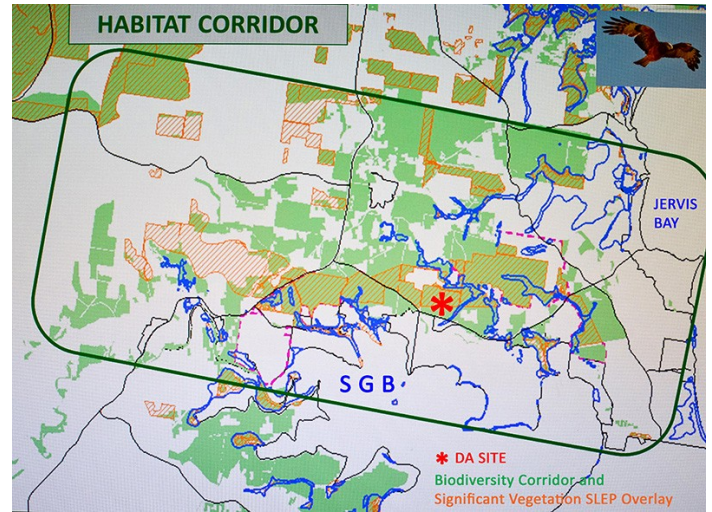 HABITAT CORRIDOR
JERVIS
BAY
S G B
* DA SITE
Biodiversity Corridor and
Significant Vegetation SLEP Overlay